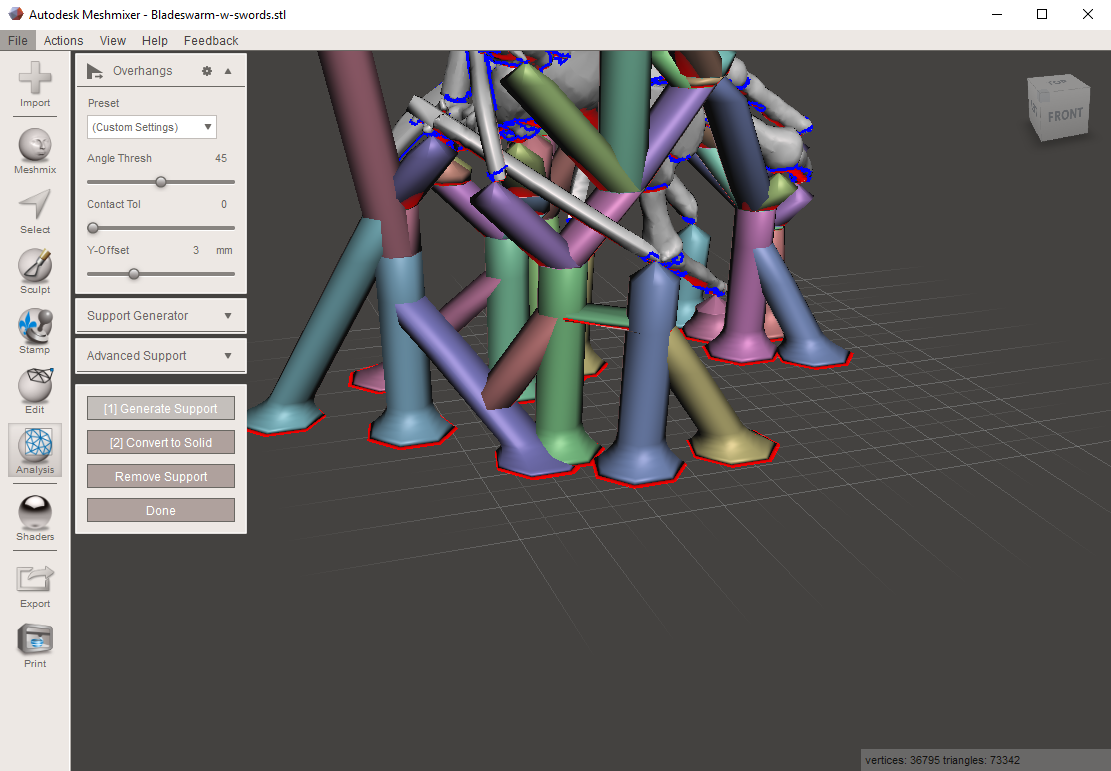 Autodesk Meshmixer - Bladeswarm-w-swords.stl
File Actions View Help Feedback
Import
Meshmix
Select
Sculpt
Stamp
Edit
Analysis
Shaders
Export
Print
Overhangs
Preset
(Custom Settings)
Angle Thresh 45
Contact Tol 0
Y-Offset 3 mm
Support Generator
Advanced Support
[1] Generate Support
[2] Convert to Solid
Remove Support
Done
TOP
FRONT
vertices: 36795 triangles: 73342